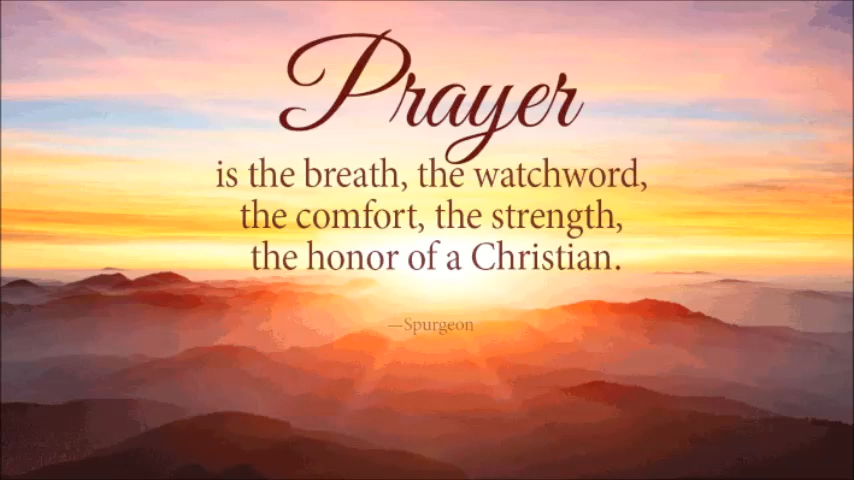 Prayer
is the breath, the watchword,
the comfort, the strength,
the honor of a Christian.
—Spurgeon